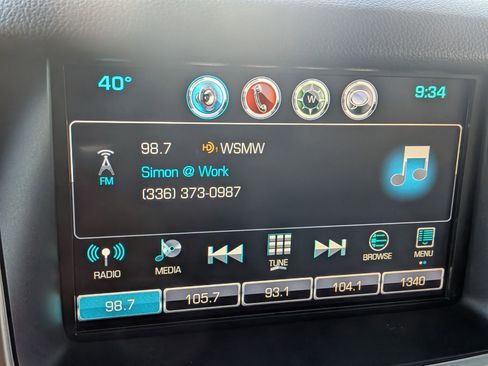 40°
W
9:34
98.7 HD1 WSMW
FM
Simon @ Work
(336) 373-0987
RADIO
MEDIA
TUNE
BROWSE
MENU
98.7
105.7
93.1
104.1
1340